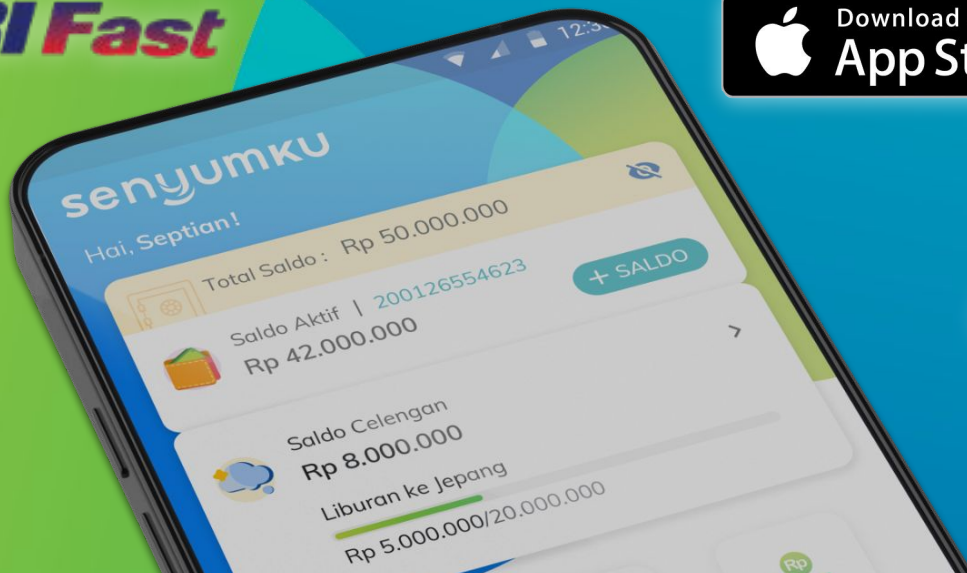 Fast
Download
App
12:3
senyumku
Hai, Septian!
Total Saldo : Rp 50.000.000
Saldo Aktif | 200126554623
Rp 42.000.000
+ SALDO
Saldo Celengan
Rp 8.000.000
Liburan ke Jepang
Rp 5.000.000/20.000.000
Rp